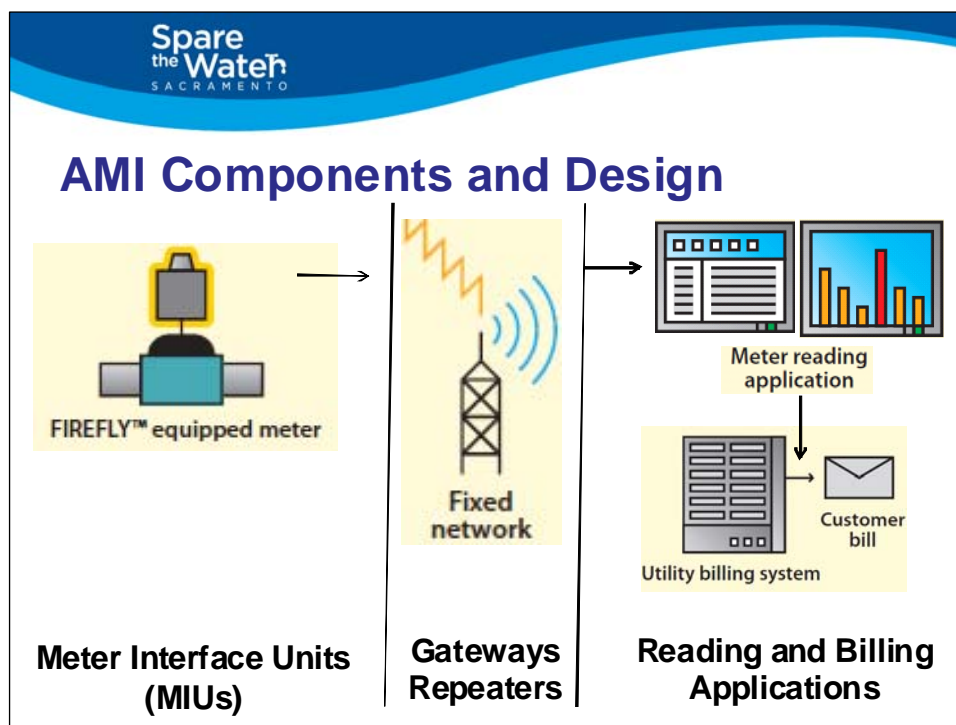 Spare
the Water
SACRAMENTO
AMI Components and Design
FIREFLY™ equipped meter
Fixed
network
Meter reading
application
Utility billing system
Customer
bill
Meter Interface Units
(MIUs)
Gateways
Repeaters
Reading and Billing
Applications